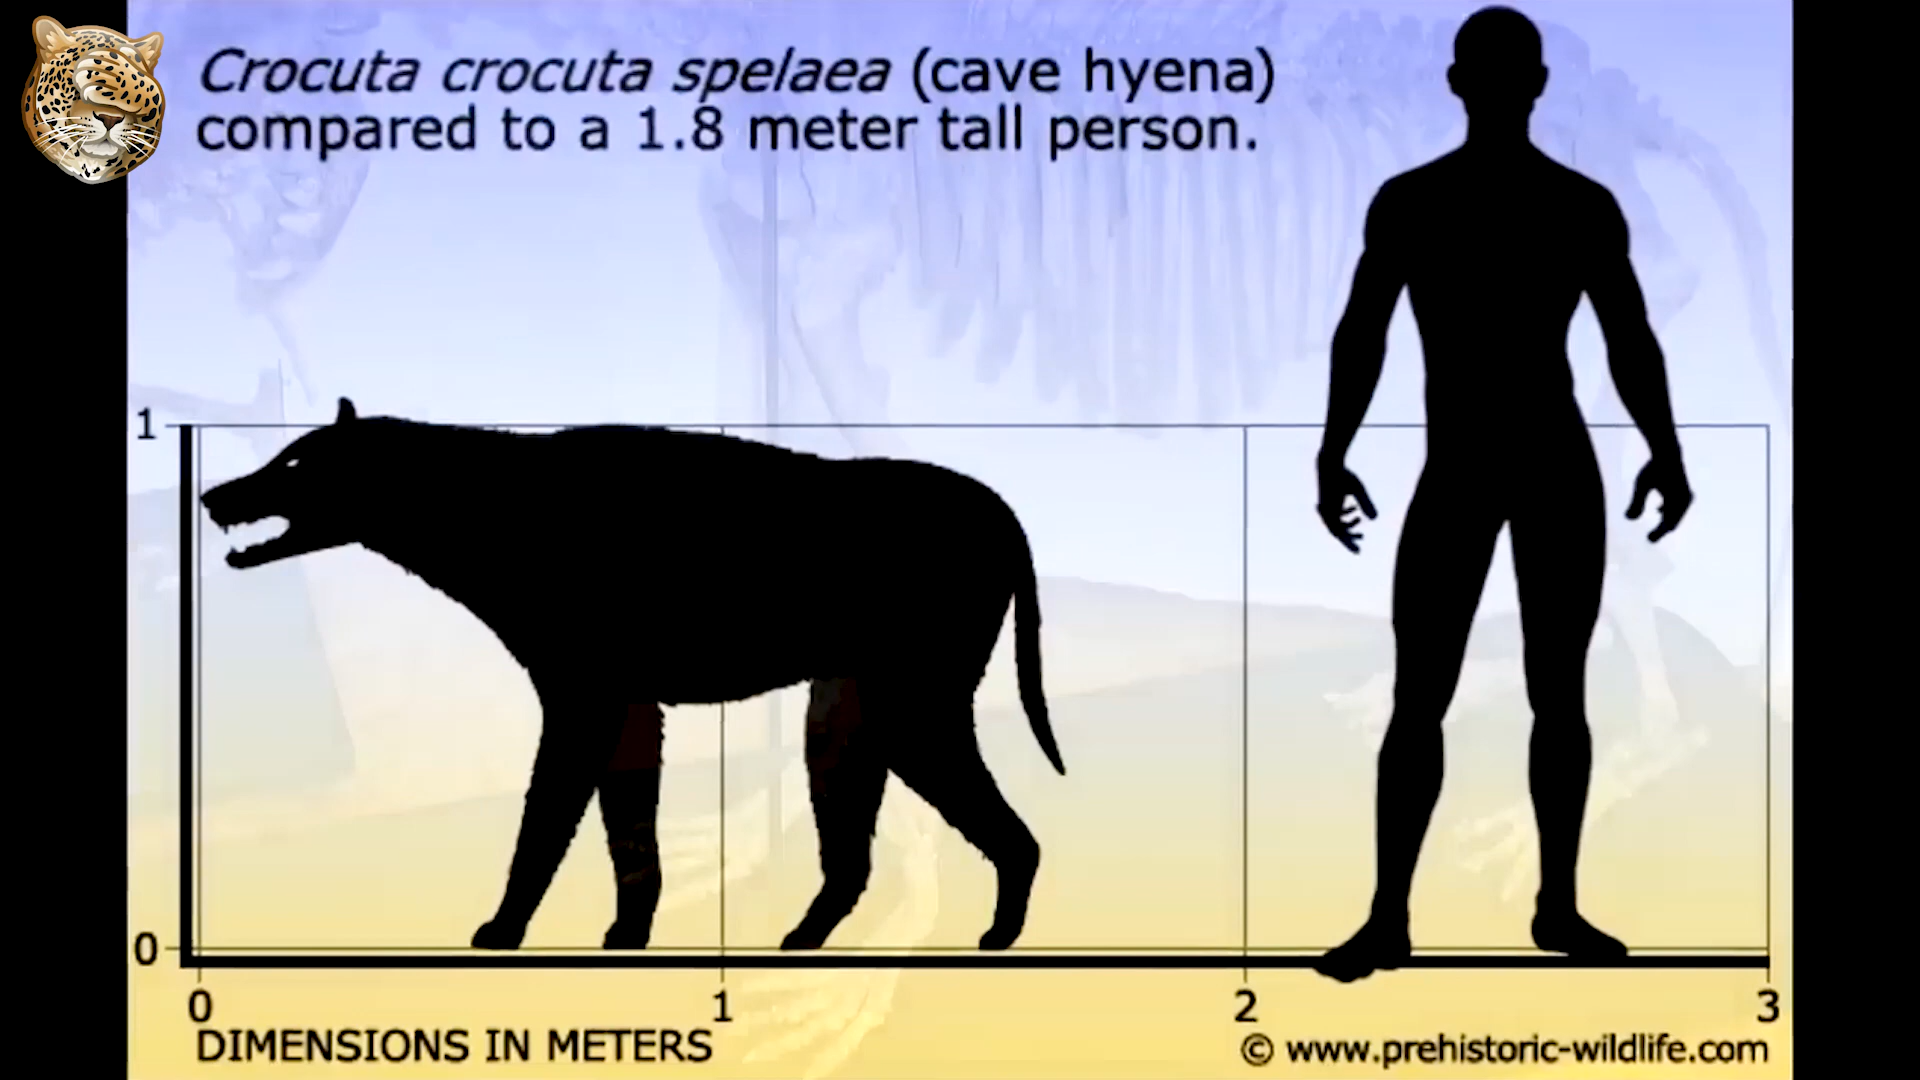 Crocuta crocuta spelaea (cave hyena)
compared to a 1.8 meter tall person.
1
0
0 1 2 3
DIMENSIONS IN METERS
© www.prehistoric-wildlife.com